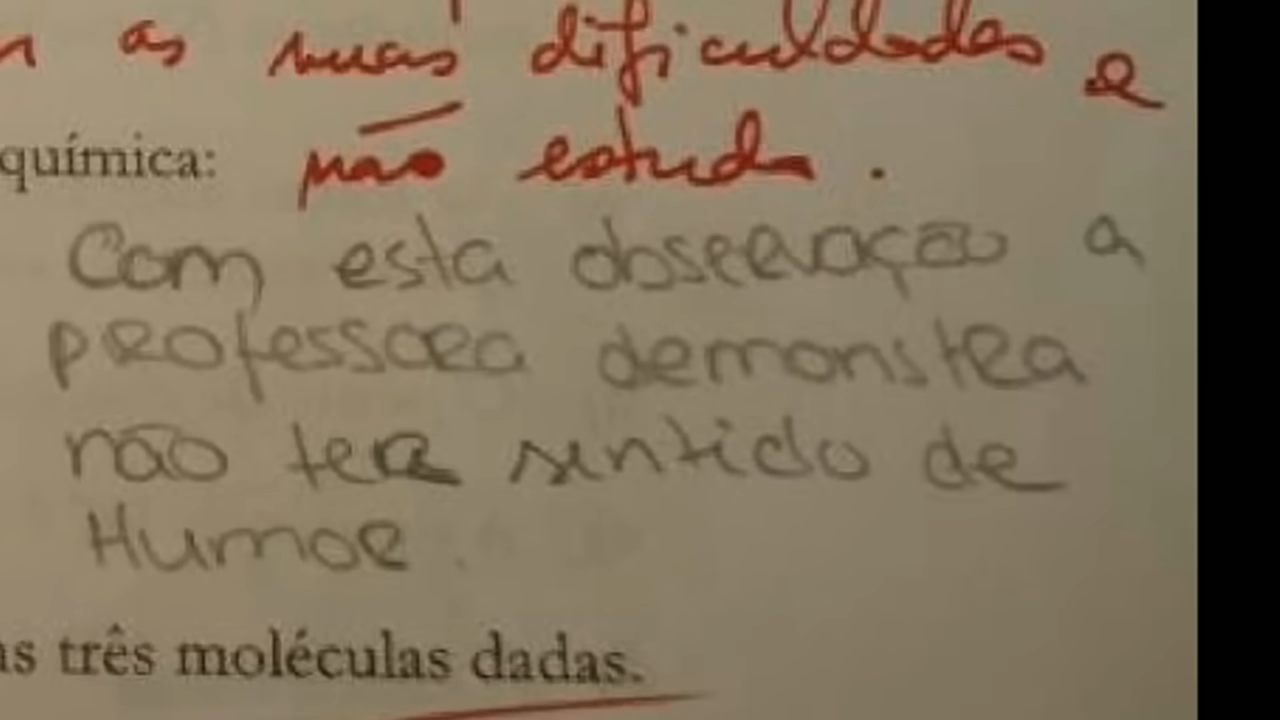 as suas dificuldades e
química: não estuda.
Com esta observação a
professora demonstra
não ter sentido de
Humor.
as três moléculas dadas.